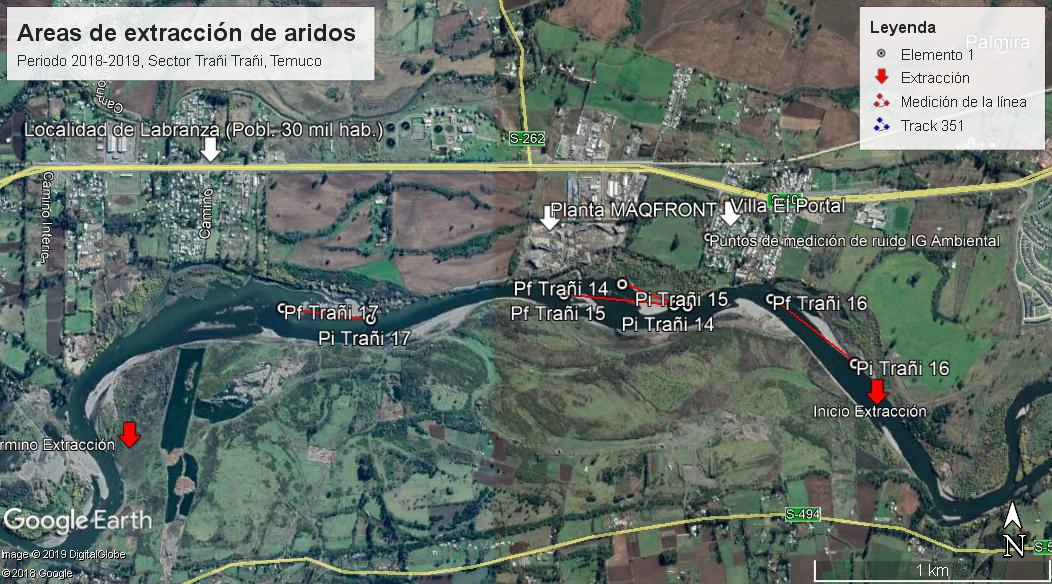 Areas de extracción de aridos
Periodo 2018-2019, Sector Trañi Trañi, Temuco
Leyenda
Elemento 1
Extracción
Medición de la línea
Track 351
Palmira
Localidad de Labranza (Pobl. 30 mil hab.)
S-262
Camino Interie
Camino
Planta MAQFRONT
Villa El Portal
Puntos de medición de ruido IG Ambiental
Pf Trañi 14
Pf Trañi 15
Pi Trañi 15
Pi Trañi 14
Pf Trañi 16
Pf Trañi 17
Pi Trañi 17
Pi Trañi 16
Inicio Extracción
rmino Extracción
Google Earth
S-494
Image © 2019 DigitalGlobe
©2018 Google
N
1 km